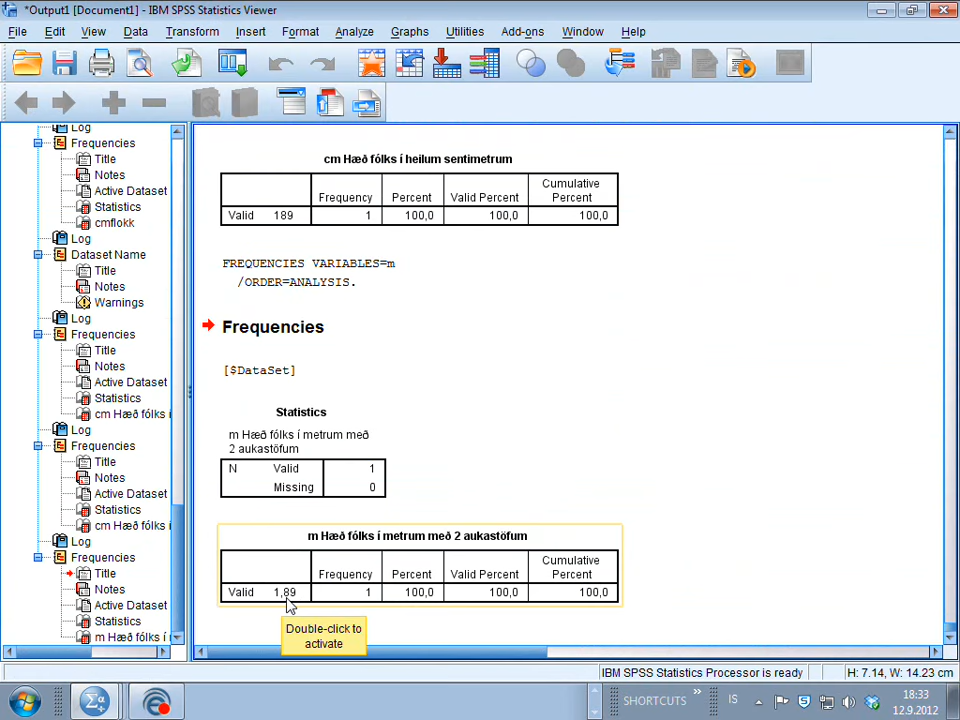 *Output1 [Document1] - IBM SPSS Statistics Viewer
File Edit View Data Transform Insert Format Analyze Graphs Utilities Add-ons Window Help
Log
Frequencies
Title
Notes
Active Dataset
Statistics
cmflokk
Log
Dataset Name
Title
Notes
Warnings
Log
Frequencies
Title
Notes
Active Dataset
Statistics
cm Hæð fólks í
Log
Frequencies
Title
Notes
Active Dataset
Statistics
cm Hæð fólks í
Log
Frequencies
Title
Notes
Active Dataset
Statistics
m Hæð fólks í
cm Hæð fólks í heilum sentimetrum
Frequency Percent Valid Percent Cumulative Percent
Valid 189 1 100,0 100,0 100,0
FREQUENCIES VARIABLES=m
/ORDER=ANALYSIS.
Frequencies
[$DataSet]
Statistics
m Hæð fólks í metrum með
2 aukastöfum
N Valid 1
Missing 0
m Hæð fólks í metrum með 2 aukastöfum
Frequency Percent Valid Percent Cumulative Percent
Valid 1,89 1 100,0 100,0 100,0
Double-click to
activate
IBM SPSS Statistics Processor is ready H: 7.14, W: 14.23 cm
SHORTCUTS » IS 18:33
12.9.2012